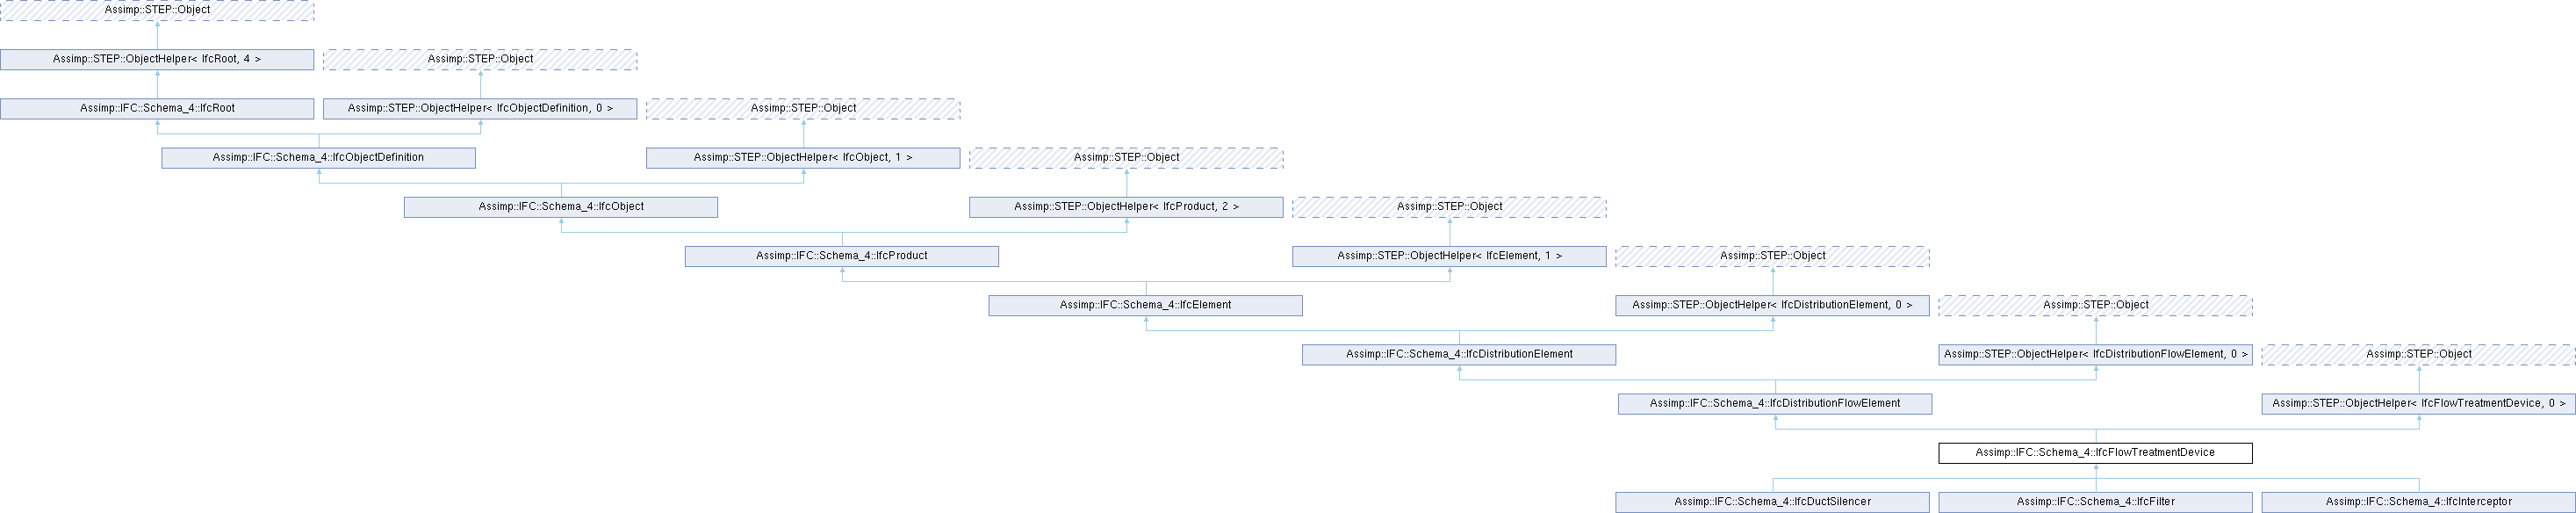 Assimp::STEP::Object
Assimp::STEP::ObjectHelper< IfcRoot, 4 >
Assimp::STEP::Object
Assimp::IFC::Schema_4::IfcRoot
Assimp::STEP::ObjectHelper< IfcObjectDefinition, 0 >
Assimp::STEP::Object
Assimp::IFC::Schema_4::IfcObjectDefinition
Assimp::STEP::ObjectHelper< IfcObject, 1 >
Assimp::STEP::Object
Assimp::IFC::Schema_4::IfcObject
Assimp::STEP::ObjectHelper< IfcProduct, 2 >
Assimp::STEP::Object
Assimp::IFC::Schema_4::IfcProduct
Assimp::STEP::ObjectHelper< IfcElement, 1 >
Assimp::STEP::Object
Assimp::IFC::Schema_4::IfcElement
Assimp::STEP::ObjectHelper< IfcDistributionElement, 0 >
Assimp::STEP::Object
Assimp::IFC::Schema_4::IfcDistributionElement
Assimp::STEP::ObjectHelper< IfcDistributionFlowElement, 0 >
Assimp::STEP::Object
Assimp::IFC::Schema_4::IfcDistributionFlowElement
Assimp::STEP::ObjectHelper< IfcFlowTreatmentDevice, 0 >
Assimp::IFC::Schema_4::IfcFlowTreatmentDevice
Assimp::IFC::Schema_4::IfcDuctSilencer
Assimp::IFC::Schema_4::IfcFilter
Assimp::IFC::Schema_4::IfcInterceptor